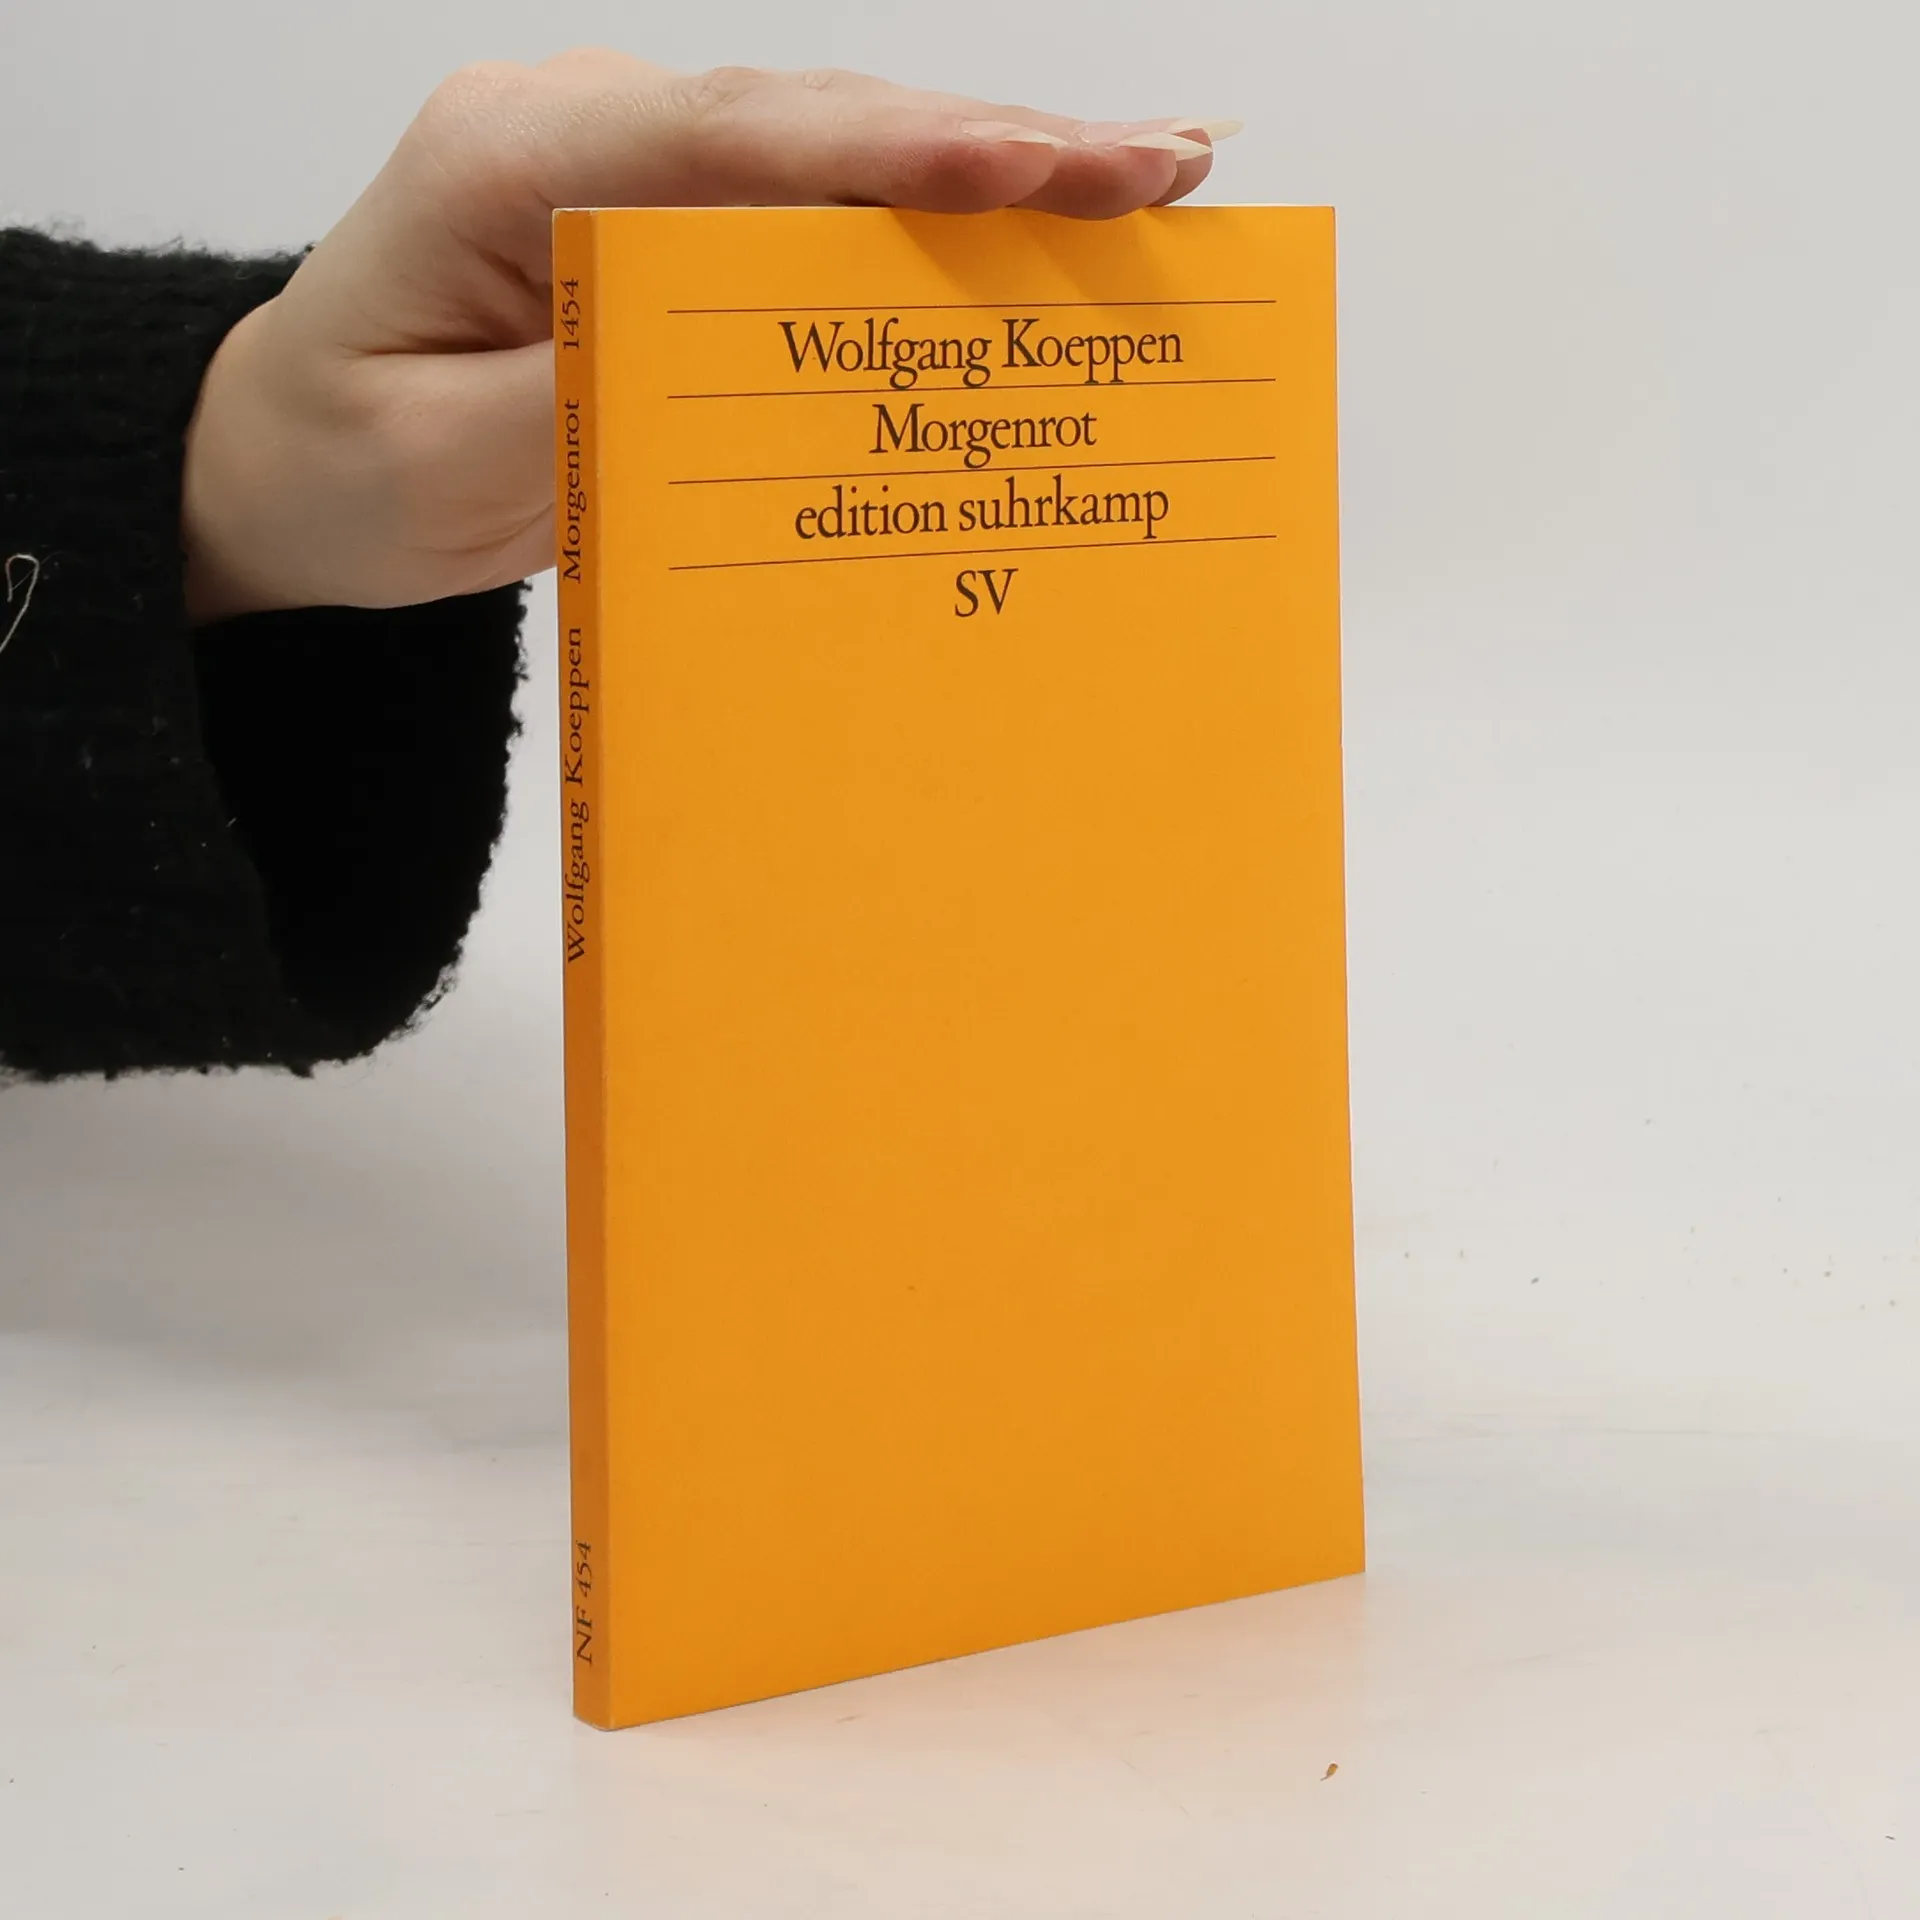 Wolfgang Koeppen
Morgenrot
edition suhrkamp
SV
Wolfgang Koeppen Morgenrot 1454
NF 454